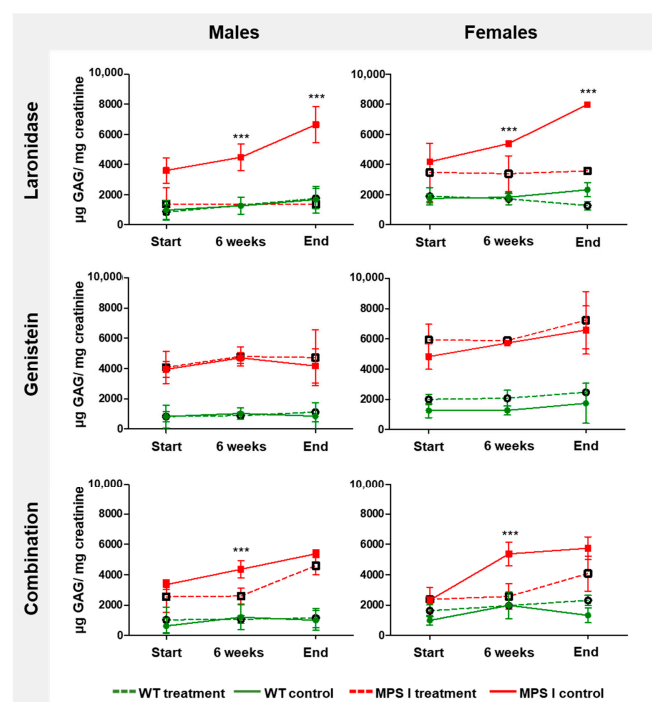 Males
Females
Laronidase
µg GAG/ mg creatinine
10,000
8000
6000
4000
2000
0
***
***
Start
6 weeks
End
10,000
8000
6000
4000
2000
0
***
***
Start
6 weeks
End
Genistein
µg GAG/ mg creatinine
10,000
8000
6000
4000
2000
0
Start
6 weeks
End
10,000
8000
6000
4000
2000
0
Start
6 weeks
End
Combination
µg GAG/ mg creatinine
10,000
8000
6000
4000
2000
0
***
Start
6 weeks
End
10,000
8000
6000
4000
2000
0
***
Start
6 weeks
End
WT treatment WT control MPS I treatment MPS I control